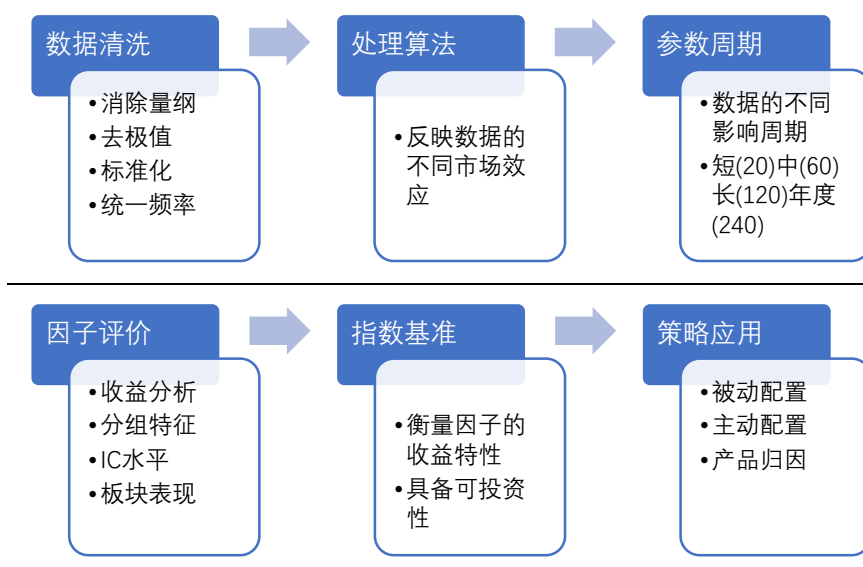 数据清洗
•消除量纲
•去极值
•标准化
•统一频率
处理算法
•反映数据的
不同市场效
应
参数周期
•数据的不同
影响周期
•短(20)中(60)
长(120)年度
(240)
因子评价
•收益分析
•分组特征
•IC水平
•板块表现
指数基准
•衡量因子的
收益特性
•具备可投资
性
策略应用
•被动配置
•主动配置
•产品归因